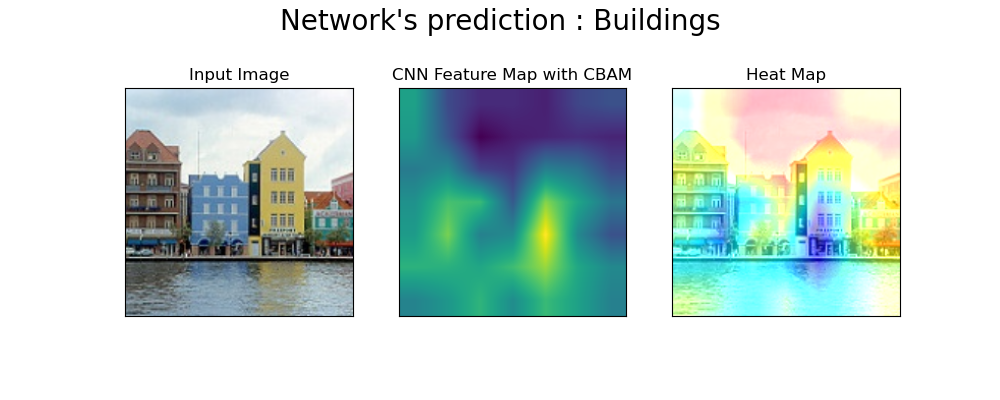 Network's prediction : Buildings
Input Image
CNN Feature Map with CBAM
Heat Map